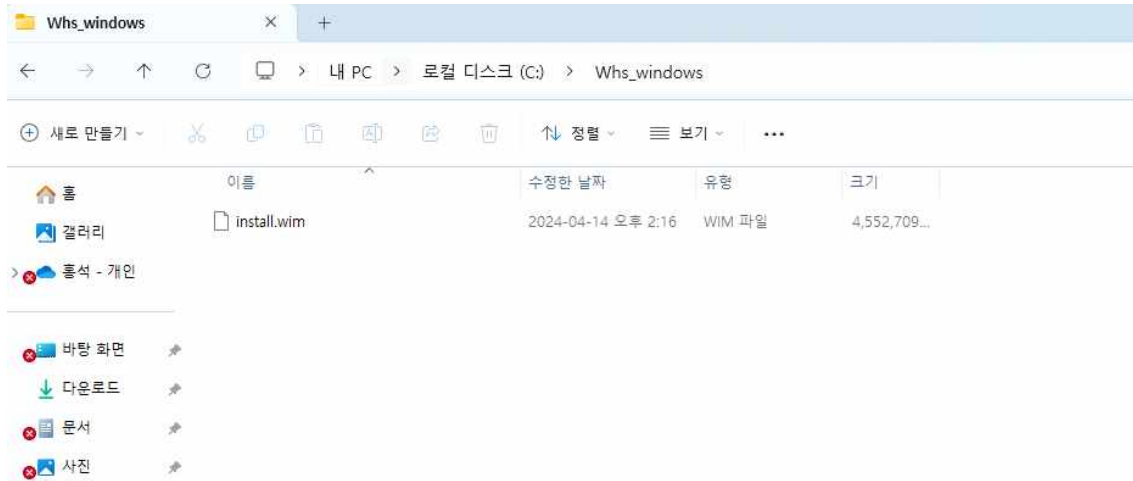 Whs_windows
내 PC > 로컬 디스크 (C:) > Whs_windows
새로 만들기 정렬 보기 ...
이름 수정한 날짜 유형 크기
install.wim 2024-04-14 오후 2:16 WIM 파일 4,552,709...
홈
갤러리
홍석 - 개인
바탕 화면
다운로드
문서
사진